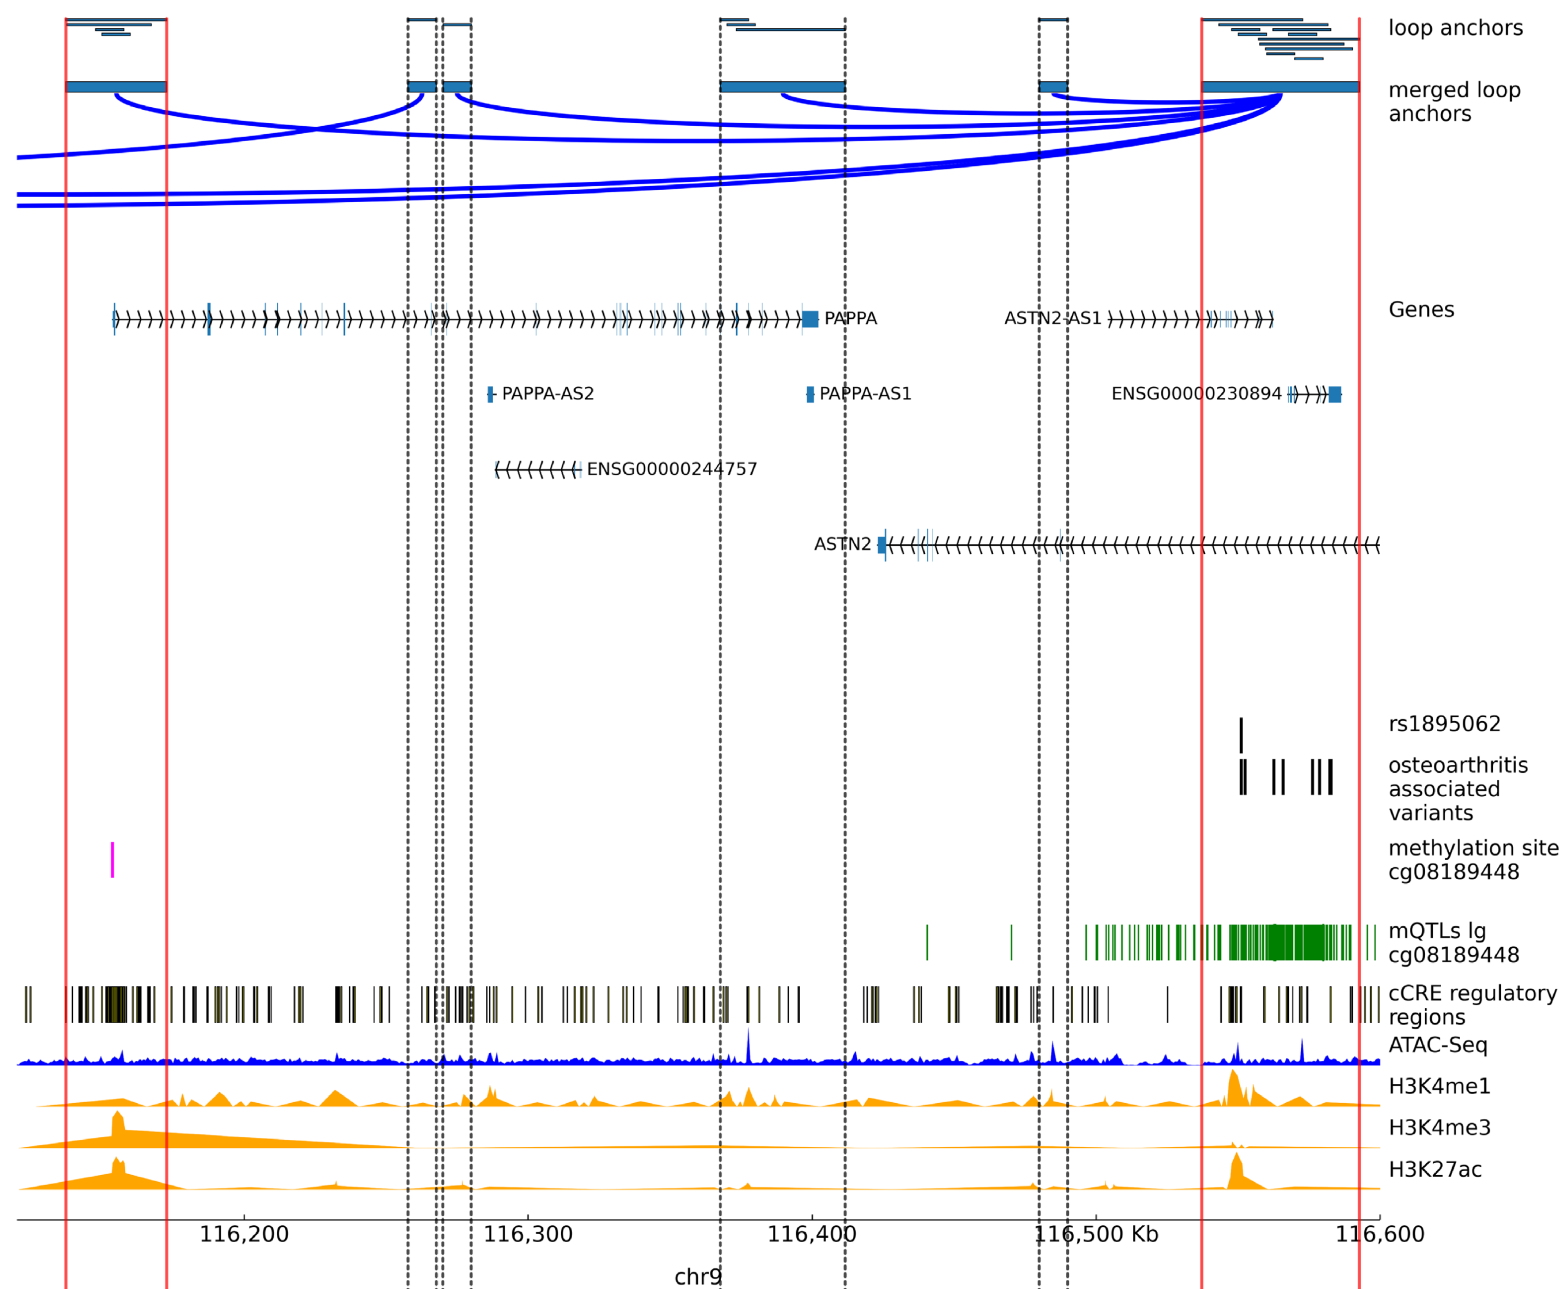 loop anchors
merged loop
anchors
Genes
PAPPA
ASTN2-AS1
PAPPA-AS2
PAPPA-AS1
ENSG00000230894
ENSG00000244757
ASTN2
rs1895062
osteoarthritis
associated
variants
methylation site
cg08189448
mQTLs lg
cg08189448
cCRE regulatory
regions
ATAC-Seq
H3K4me1
H3K4me3
H3K27ac
116,200
116,300
116,400
116,500 Kb
116,600
chr9